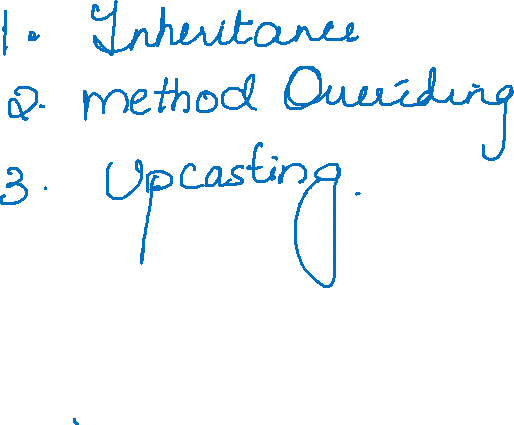 1. Inheritance
2. method Overriding
3. Upcasting.